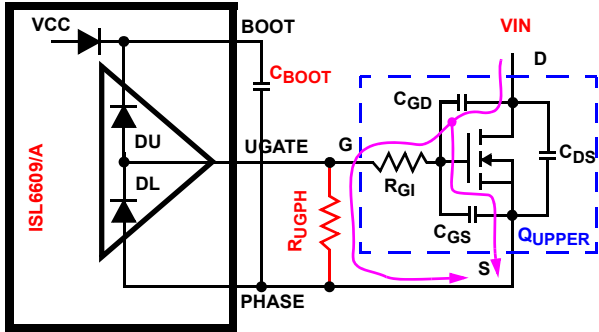 VCC
BOOT
VIN
D
CBOOT
CGD
DU
UGATE
G
CDS
DL
RGI
ISL6609/A
RUGPH
CGS
QUPPER
S
PHASE